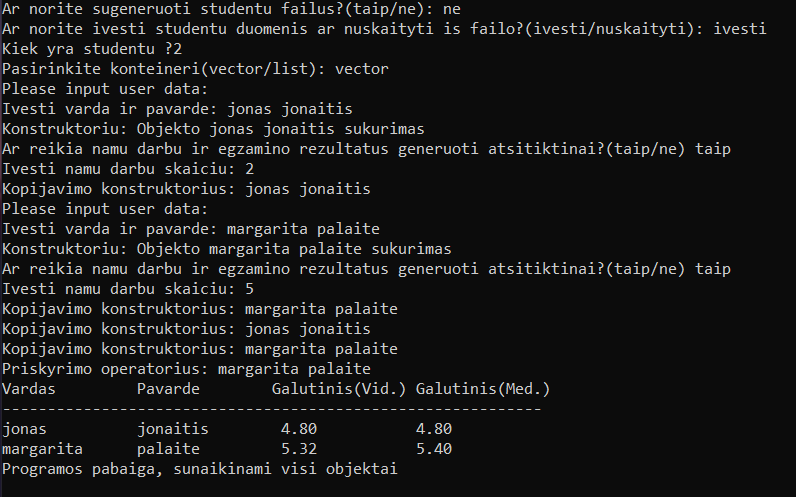 Ar norite sugeneruoti studentu failus?(taip/ne): ne
Ar norite ivesti studentu duomenis ar nuskaityti is failo?(ivesti/nuskaityti): ivesti
Kiek yra studentu ?2
Pasirinkite konteineri(vector/list): vector
Please input user data:
Ivesti varda ir pavarde: jonas jonaitis
Konstruktoriu: Objekto jonas jonaitis sukurimas
Ar reikia namu darbu ir egzamino rezultatus generuoti atsitiktinai?(taip/ne) taip
Ivesti namu darbu skaiciu: 2
Kopijavimo konstruktorius: jonas jonaitis
Please input user data:
Ivesti varda ir pavarde: margarita palaite
Konstruktoriu: Objekto margarita palaite sukurimas
Ar reikia namu darbu ir egzamino rezultatus generuoti atsitiktinai?(taip/ne) taip
Ivesti namu darbu skaiciu: 5
Kopijavimo konstruktorius: margarita palaite
Kopijavimo konstruktorius: jonas jonaitis
Kopijavimo konstruktorius: margarita palaite
Priskyrimo operatorius: margarita palaite
Vardas         Pavarde        Galutinis(Vid.) Galutinis(Med.)
------------------------------------------------------------
jonas          jonaitis        4.80           4.80
margarita      palaite         5.32           5.40
Programos pabaiga, sunaikinami visi objektai